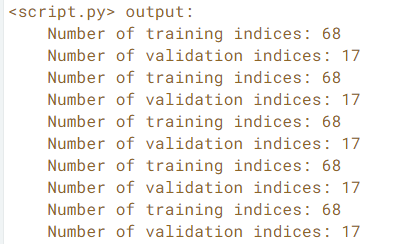 <script.py> output:
Number of training indices: 68
Number of validation indices: 17
Number of training indices: 68
Number of validation indices: 17
Number of training indices: 68
Number of validation indices: 17
Number of training indices: 68
Number of validation indices: 17
Number of training indices: 68
Number of validation indices: 17